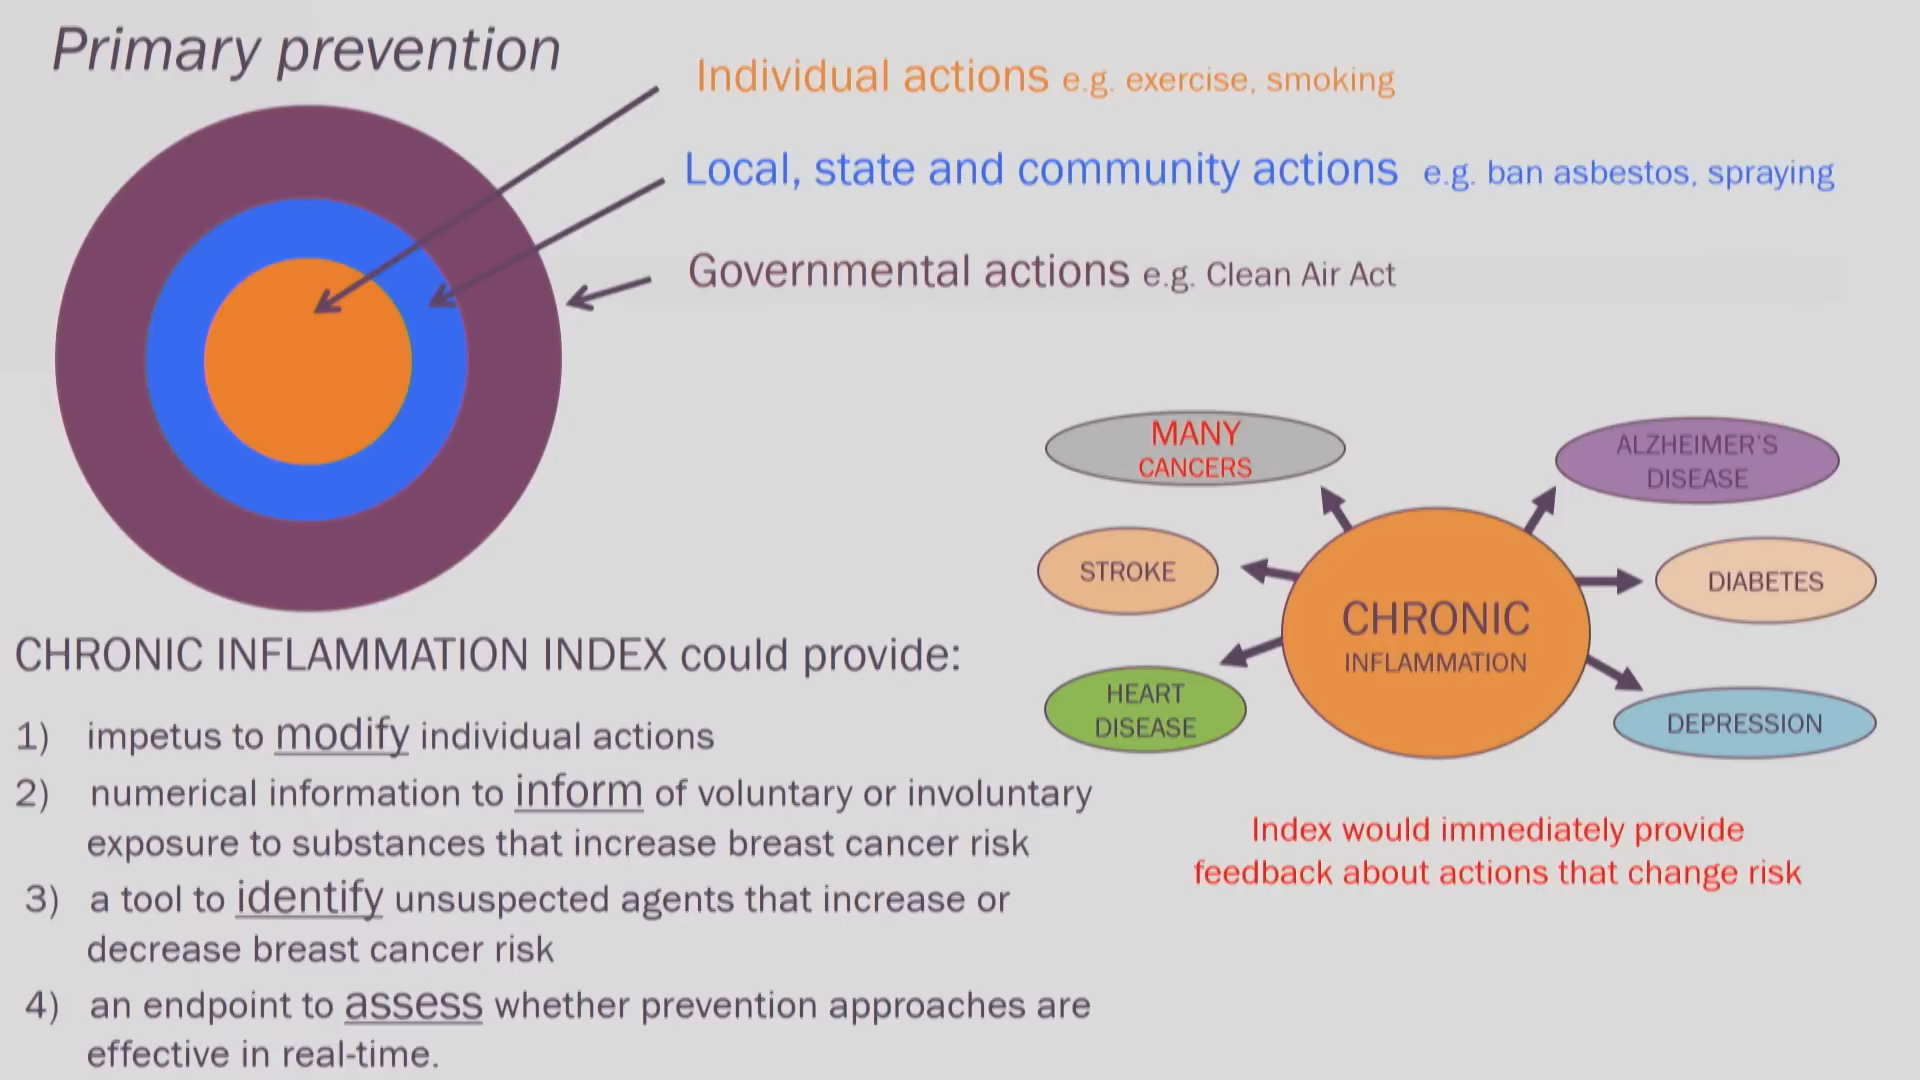 Primary prevention
Individual actions e.g. exercise, smoking
Local, state and community actions e.g. ban asbestos, spraying
Governmental actions e.g. Clean Air Act
MANY
CANCERS
ALZHEIMER'S
DISEASE
STROKE
DIABETES
CHRONIC
INFLAMMATION
HEART
DISEASE
DEPRESSION
Index would immediately provide
feedback about actions that change risk
CHRONIC INFLAMMATION INDEX could provide:
1) impetus to modify individual actions
2) numerical information to inform of voluntary or involuntary
exposure to substances that increase breast cancer risk
3) a tool to identify unsuspected agents that increase or
decrease breast cancer risk
4) an endpoint to assess whether prevention approaches are
effective in real-time.